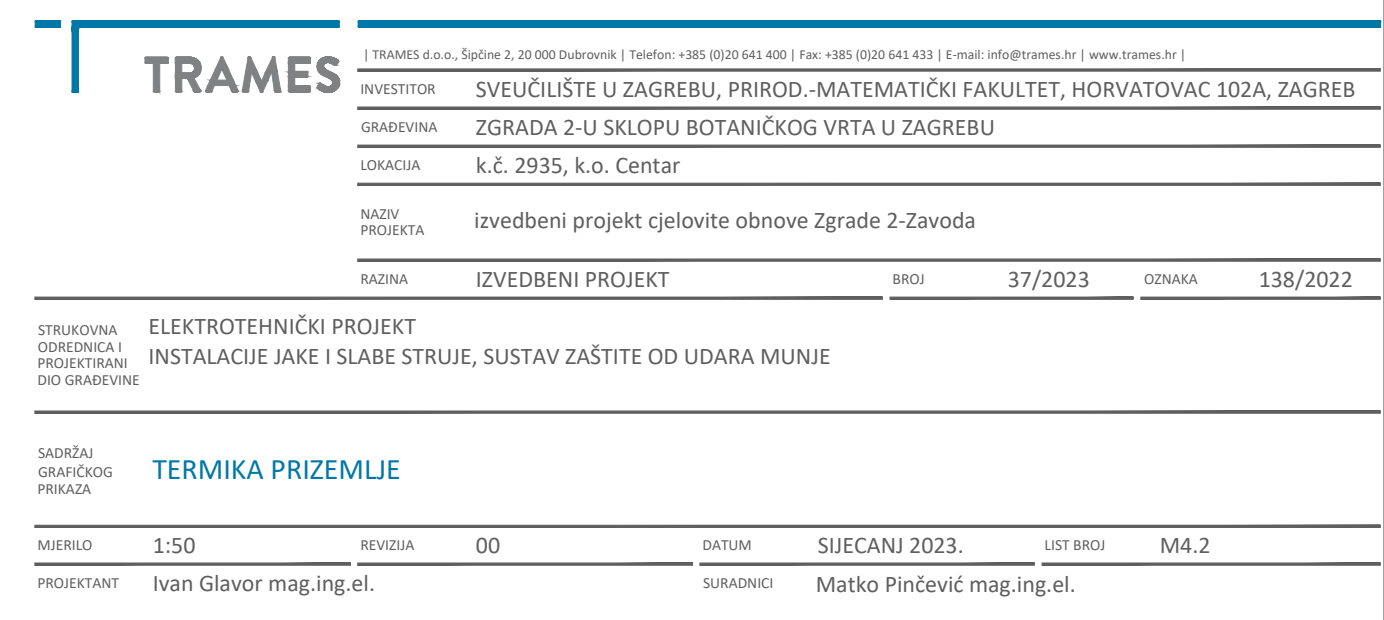 TRAMES
| TRAMES d.o.o., Šipčine 2, 20 000 Dubrovnik | Telefon: +385 (0)20 641 400 | Fax: +385 (0)20 641 433 | E-mail: info@trames.hr | www.trames.hr |
INVESTITOR SVEUČILIŠTE U ZAGREBU, PRIROD.-MATEMATIČKI FAKULTET, HORVATOVAC 102A, ZAGREB
GRAĐEVINA ZGRADA 2-U SKLOPU BOTANIČKOG VRTA U ZAGREBU
LOKACIJA k.č. 2935, k.o. Centar
NAZIV
PROJEKTA
izvedbeni projekt cjelovite obnove Zgrade 2-Zavoda
RAZINA IZVEDBENI PROJEKT BROJ 37/2023 OZNAKA 138/2022
STRUKOVNA
ODREDNICA I
PROJEKTIRANI
DIO GRAĐEVINE
ELEKTROTEHNIČKI PROJEKT
INSTALACIJE JAKE I SLABE STRUJE, SUSTAV ZAŠTITE OD UDARA MUNJE
SADRŽAJ
GRAFIČKOG
PRIKAZA
TERMIKA PRIZEMLJE
MJERILO 1:50 REVIZIJA 00 DATUM SIJECANJ 2023. LIST BROJ M4.2
PROJEKTANT Ivan Glavor mag.ing.el. SURADNICI Matko Pinčević mag.ing.el.